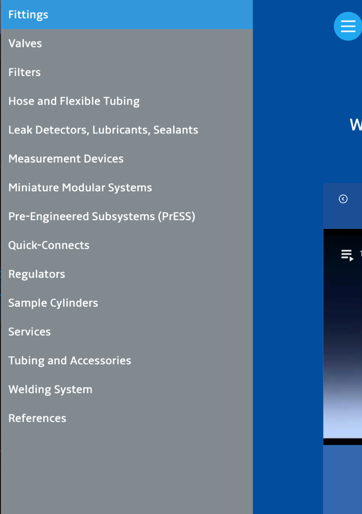 Fittings
Valves
Filters
Hose and Flexible Tubing
Leak Detectors, Lubricants, Sealants
Measurement Devices
Miniature Modular Systems
Pre-Engineered Subsystems (PrESS)
Quick-Connects
Regulators
Sample Cylinders
Services
Tubing and Accessories
Welding System
References